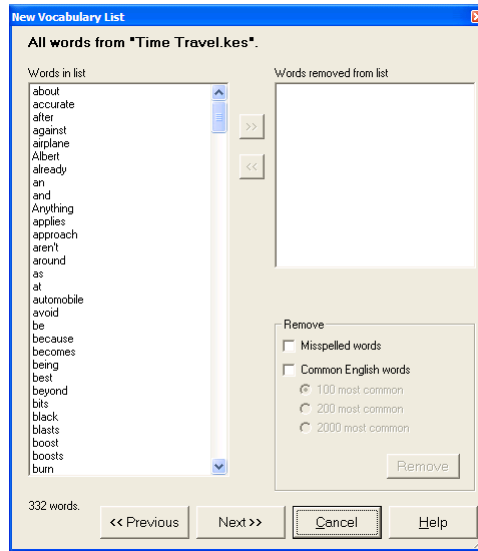 New Vocabulary List
All words from "Time Travel.kes".
Words in list
about
accurate
after
against
airplane
Albert
already
an
and
Anything
applies
approach
aren't
around
as
at
automobile
avoid
be
because
becomes
being
best
beyond
bits
black
blasts
boost
boosts
burn
332 words.
>>
<<
Words removed from list
Remove
Misspelled words
Common English words
100 most common
200 most common
2000 most common
Remove
<< Previous
Next >>
Cancel
Help